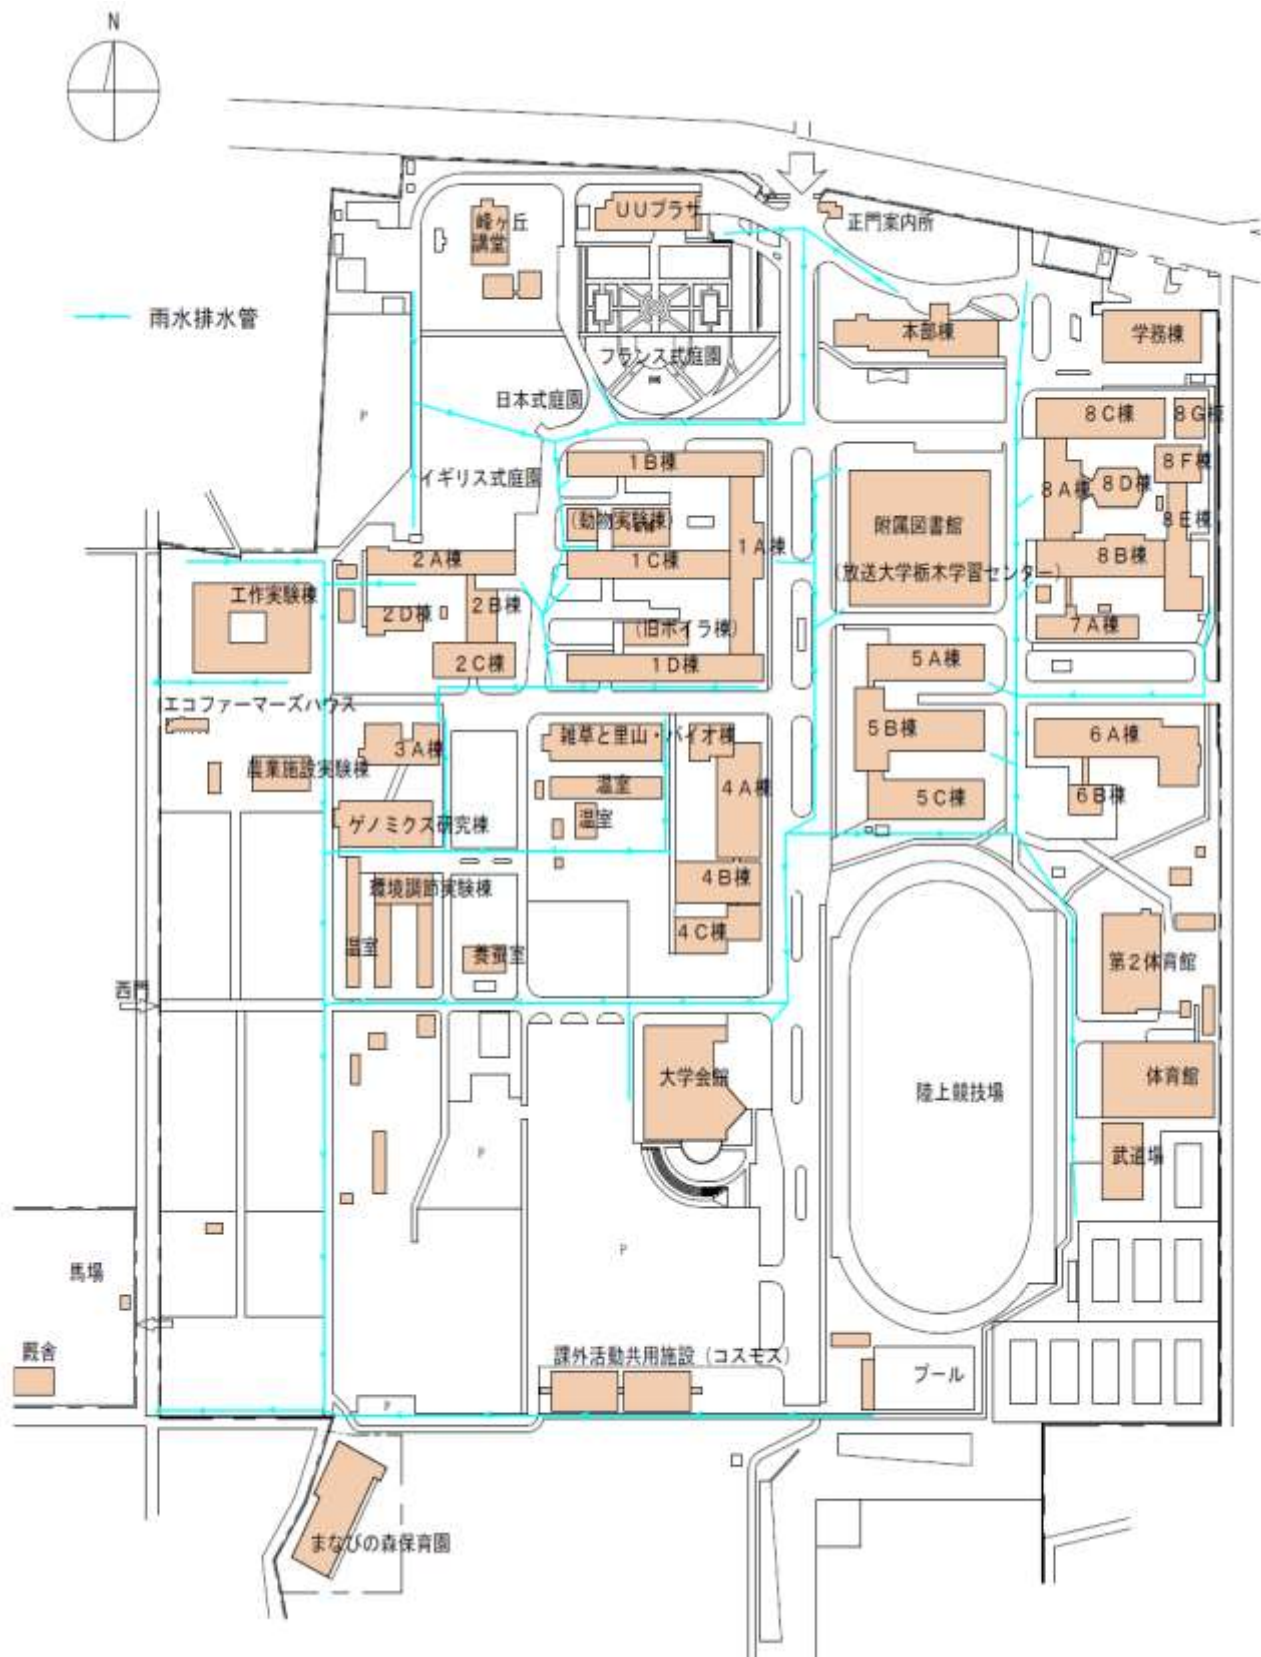 N
UUプラザ
峰ヶ丘
講堂
正門案内所
雨水排水管
本部棟
学務棟
フランス式庭園
日本式庭園
P
8C棟
8G棟
1B棟
8F棟
イギリス式庭園
8D棟
8A棟
(動物実験棟)
附属図書館
8E棟
1A棟
2A棟
1C棟
8B棟
(放送大学栃木学習センター)
工作実験棟
2B棟
2D棟
(旧ボイラ棟)
7A棟
2C棟
1D棟
5A棟
エコファーマーズハウス
3A棟
雑草と里山・バイオ棟
5B棟
6A棟
農業施設実験棟
温室
4A棟
5C棟
6B棟
ゲノミクス研究棟
温室
4B棟
環境調節実験棟
4C棟
温室
養蚕室
第2体育館
西門
大学会館
体育館
陸上競技場
P
武道場
P
馬場
厩舎
課外活動共用施設(コスモス)
プール
P
まなびの森保育園